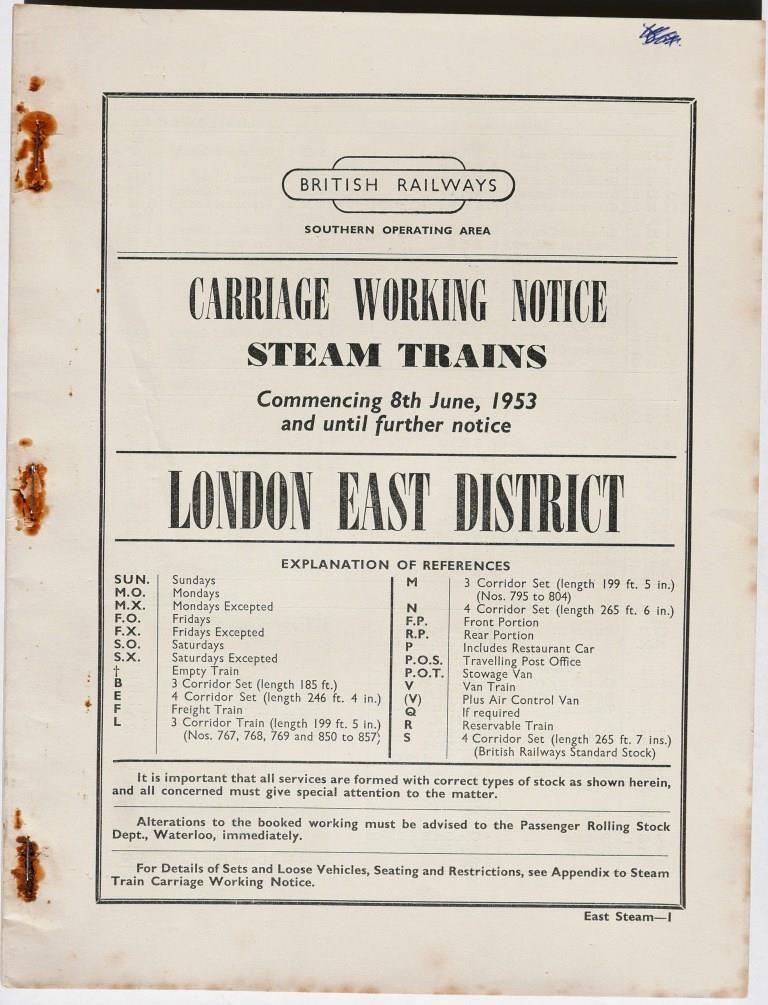 BRITISH RAILWAYS
SOUTHERN OPERATING AREA
CARRIAGE WORKING NOTICE
STEAM TRAINS
Commencing 8th June, 1953
and until further notice
LONDON EAST DISTRICT
EXPLANATION OF REFERENCES
SUN. Sundays
M.O. Mondays
M.X. Mondays Excepted
F.O. Fridays
F.X. Fridays Excepted
S.O. Saturdays
S.X. Saturdays Excepted
† Empty Train
B 3 Corridor Set (length 185 ft.)
E 4 Corridor Set (length 246 ft. 4 in.)
F Freight Train
L 3 Corridor Train (length 199 ft. 5 in.)
(Nos. 767, 768, 769 and 850 to 857)
M 3 Corridor Set (length 199 ft. 5 in.)
(Nos. 795 to 804)
N 4 Corridor Set (length 265 ft. 6 in.)
F.P. Front Portion
R.P. Rear Portion
P Includes Restaurant Car
P.O.S. Travelling Post Office
P.O.T. Stowage Van
V Van Train
(V) Plus Air Control Van
Q If required
R Reservable Train
S 4 Corridor Set (length 265 ft. 7 ins.)
(British Railways Standard Stock)
It is important that all services are formed with correct types of stock as shown herein,
and all concerned must give special attention to the matter.
Alterations to the booked working must be advised to the Passenger Rolling Stock
Dept., Waterloo, immediately.
For Details of Sets and Loose Vehicles, Seating and Restrictions, see Appendix to Steam
Train Carriage Working Notice.
East Steam—1